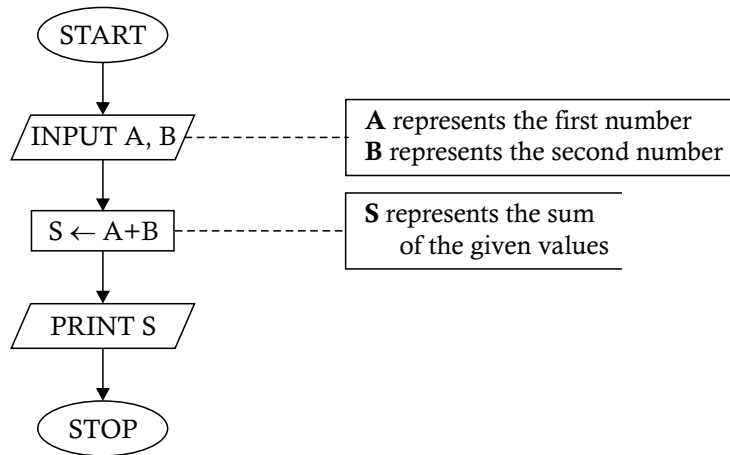 START
INPUT A, B
A represents the first number
B represents the second number
S ← A+B
S represents the sum
of the given values
PRINT S
STOP